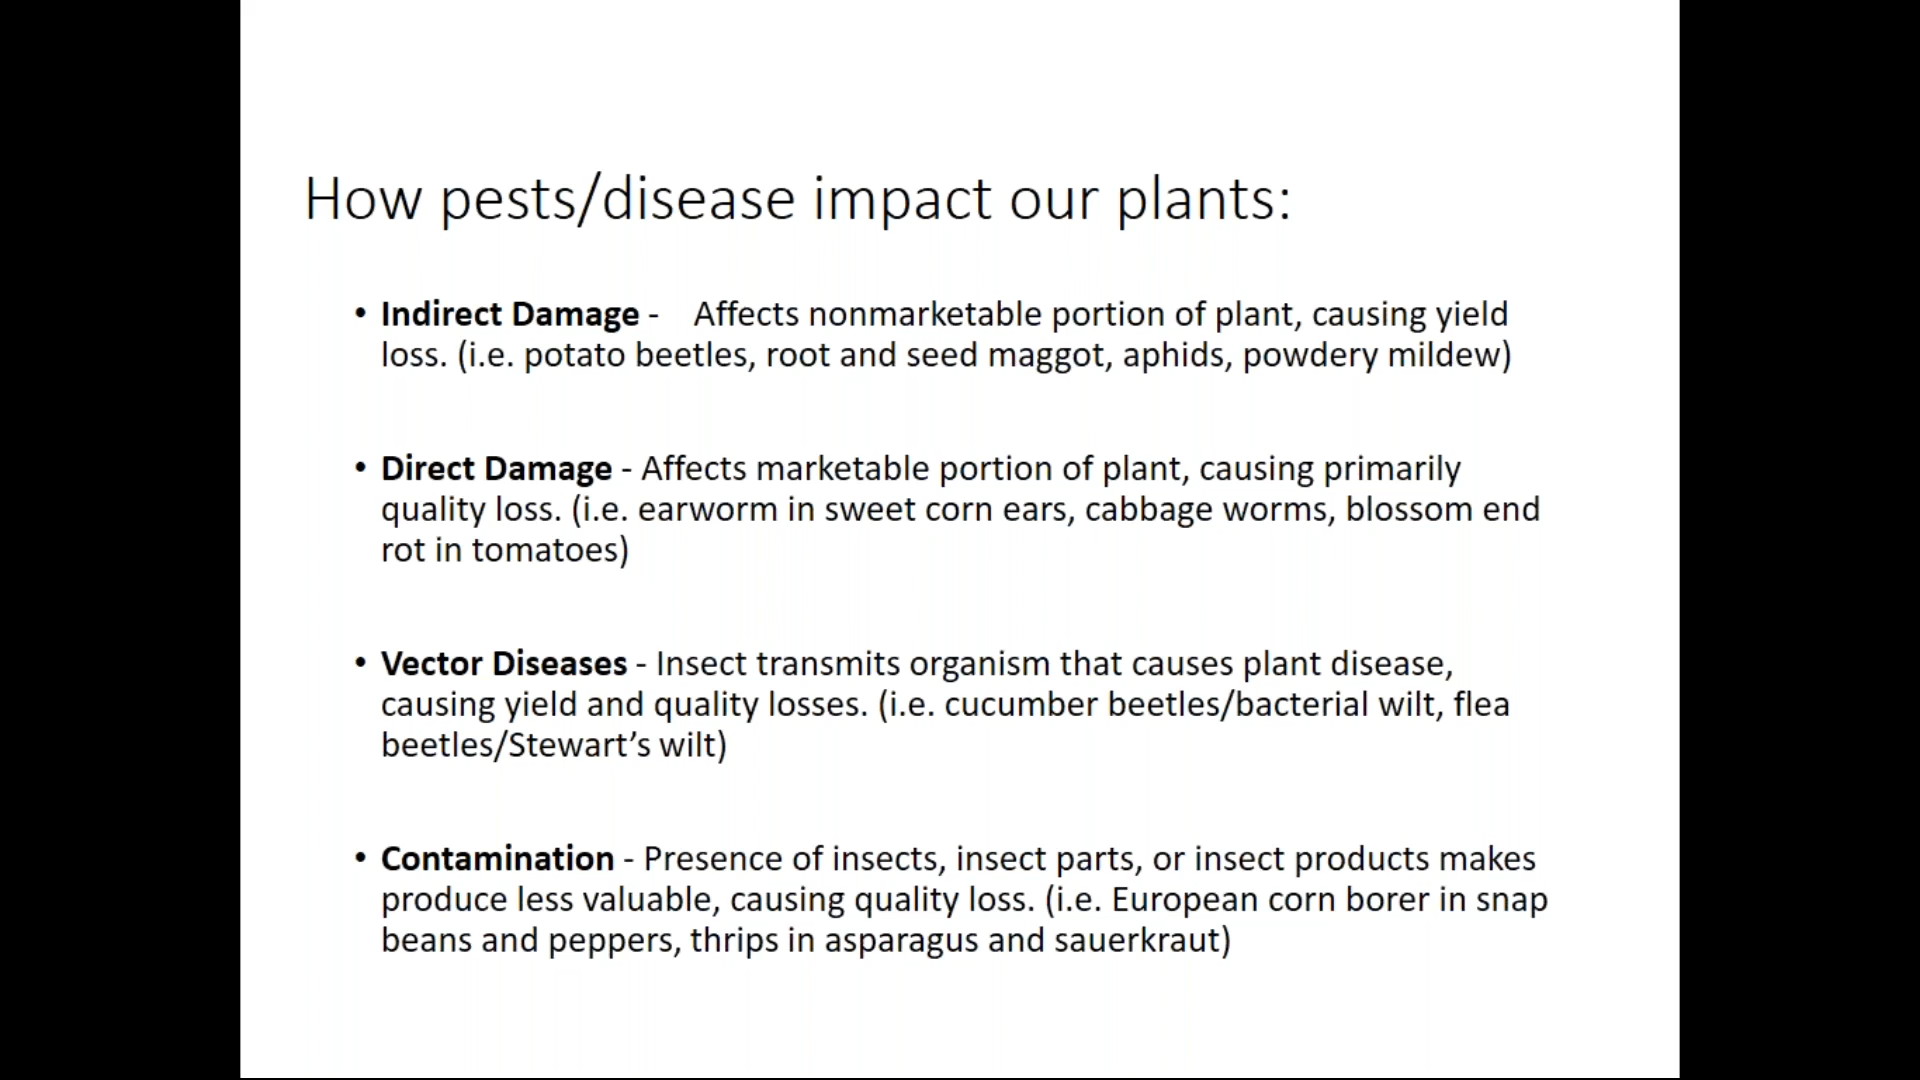 How pests/disease impact our plants:
• Indirect Damage - Affects nonmarketable portion of plant, causing yield
loss. (i.e. potato beetles, root and seed maggot, aphids, powdery mildew)
• Direct Damage - Affects marketable portion of plant, causing primarily
quality loss. (i.e. earworm in sweet corn ears, cabbage worms, blossom end
rot in tomatoes)
• Vector Diseases - Insect transmits organism that causes plant disease,
causing yield and quality losses. (i.e. cucumber beetles/bacterial wilt, flea
beetles/Stewart’s wilt)
• Contamination - Presence of insects, insect parts, or insect products makes
produce less valuable, causing quality loss. (i.e. European corn borer in snap
beans and peppers, thrips in asparagus and sauerkraut)